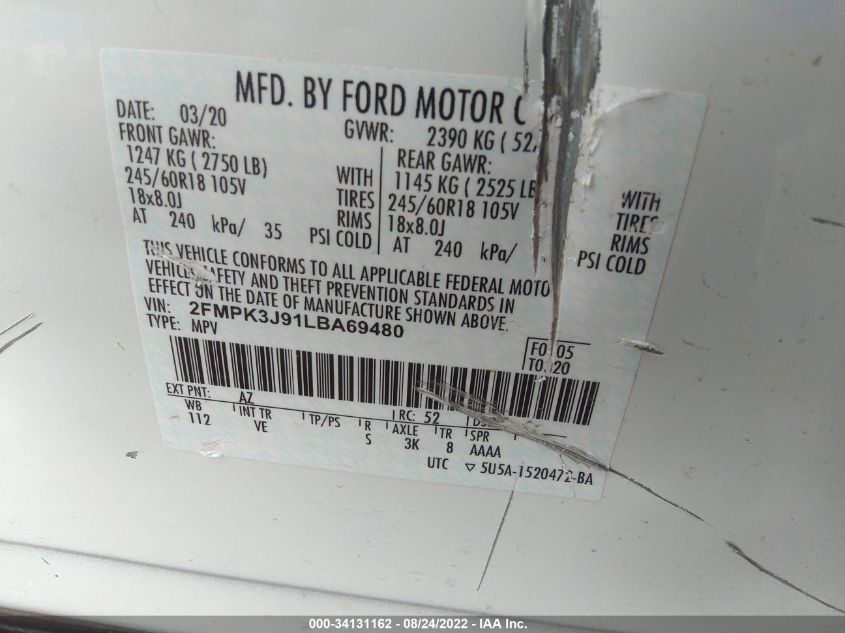 MFD. BY FORD MOTOR
DATE: 03/20
GVWR: 2390 KG (
FRONT GAWR:
1247 KG ( 2750 LB) WITH
245/60R18 105V TIRES
18x8.0J RIMS
AT 240 kPa/ 35 PSI COLD
REAR GAWR:
1145 KG ( 2525 LB WITH
245/60R18 105V TIRES
18x8.0J RIMS
AT 240 kPa/ PSI COLD
THIS VEHICLE CONFORMS TO ALL APPLICABLE FEDERAL MOTO
VEHICLE SAFETY AND THEFT PREVENTION STANDARDS IN
EFFECT ON THE DATE OF MANUFACTURE SHOWN ABOVE.
VIN: 2FMPK3J91LBA69480
TYPE: MPV
EXT PNT: AZ RC: 52
WB INT TR TP/PS R AXLE TR SPR
112 VE S 3K 8 AAAA
UTC ▽ 5U5A-1520472-BA
000-34131162 - 08/24/2022 - IAA Inc.